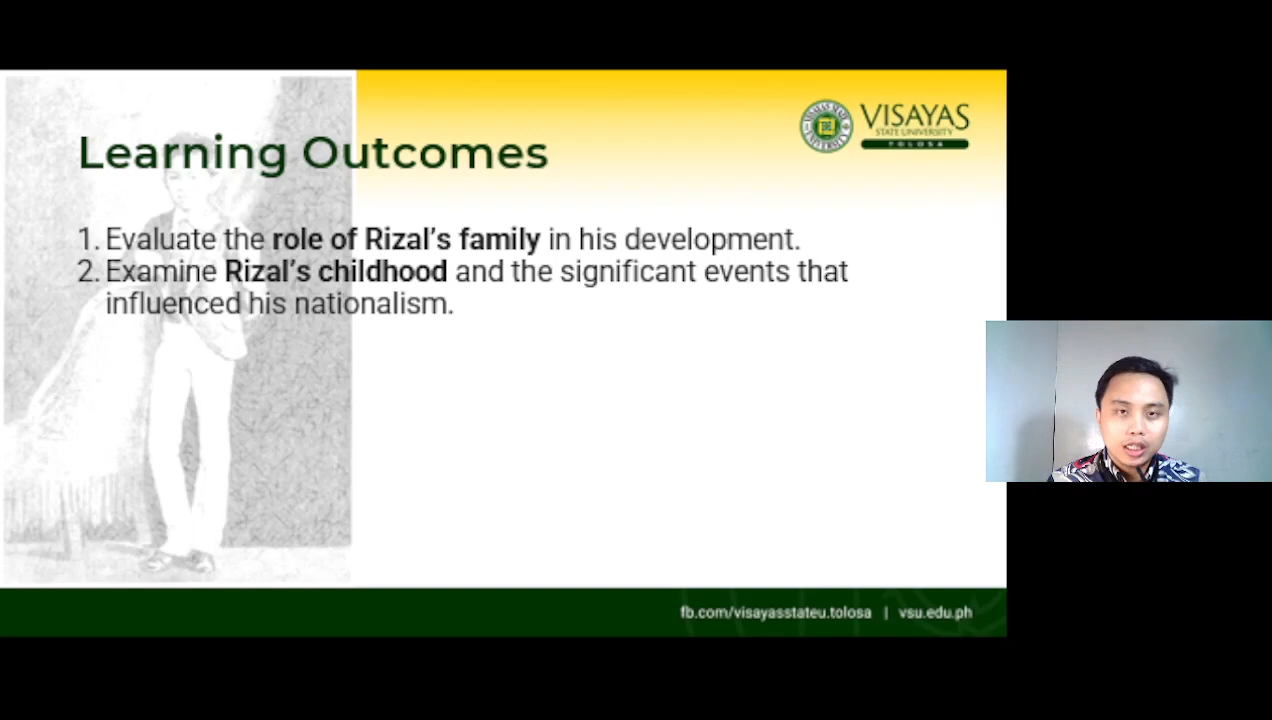 VISAYAS
STATE UNIVERSITY
TOLOSA
Learning Outcomes
1. Evaluate the role of Rizal’s family in his development.
2. Examine Rizal’s childhood and the significant events that
influenced his nationalism.
fb.com/visayasstateu.tolosa | vsu.edu.ph